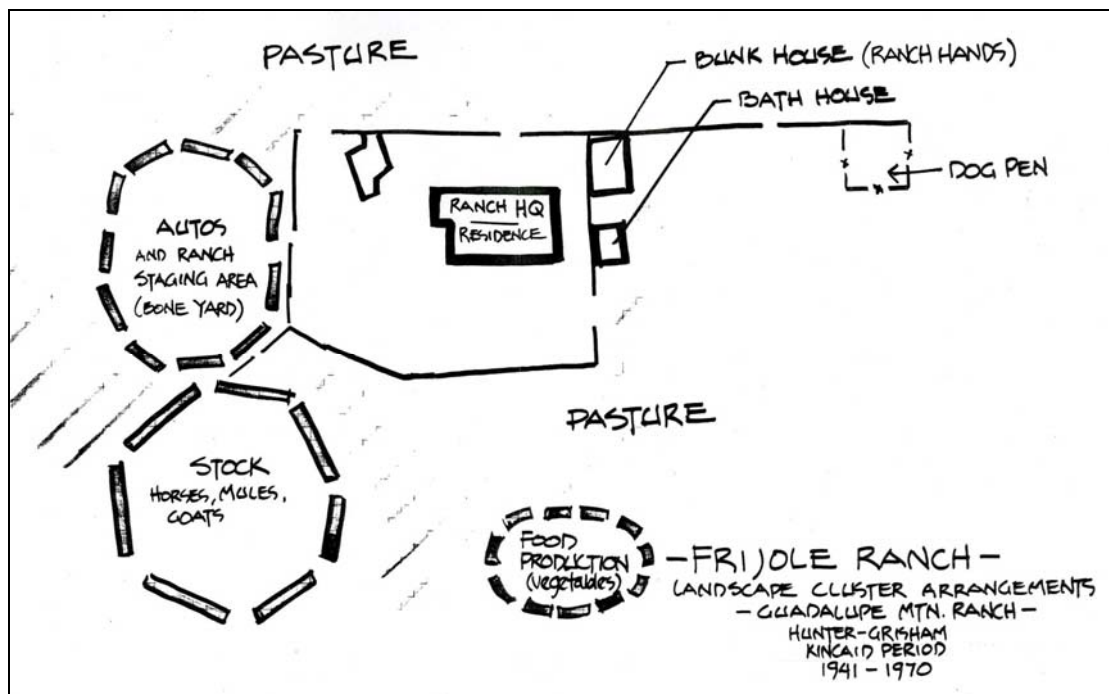 PASTURE
BUNK HOUSE (RANCH HANDS)
BATH HOUSE
DOG PEN
RANCH HQ
RESIDENCE
AUTOS
AND RANCH
STAGING AREA
(BONE YARD)
PASTURE
STOCK
HORSES, MULES,
GOATS
FOOD
PRODUCTION
(vegetables)
-FRIJOLE RANCH-
LANDSCAPE CLUSTER ARRANGEMENTS
-GUADALUPE MTN. RANCH-
HUNTER-GRISHAM
KINCAID PERIOD
1941-1970